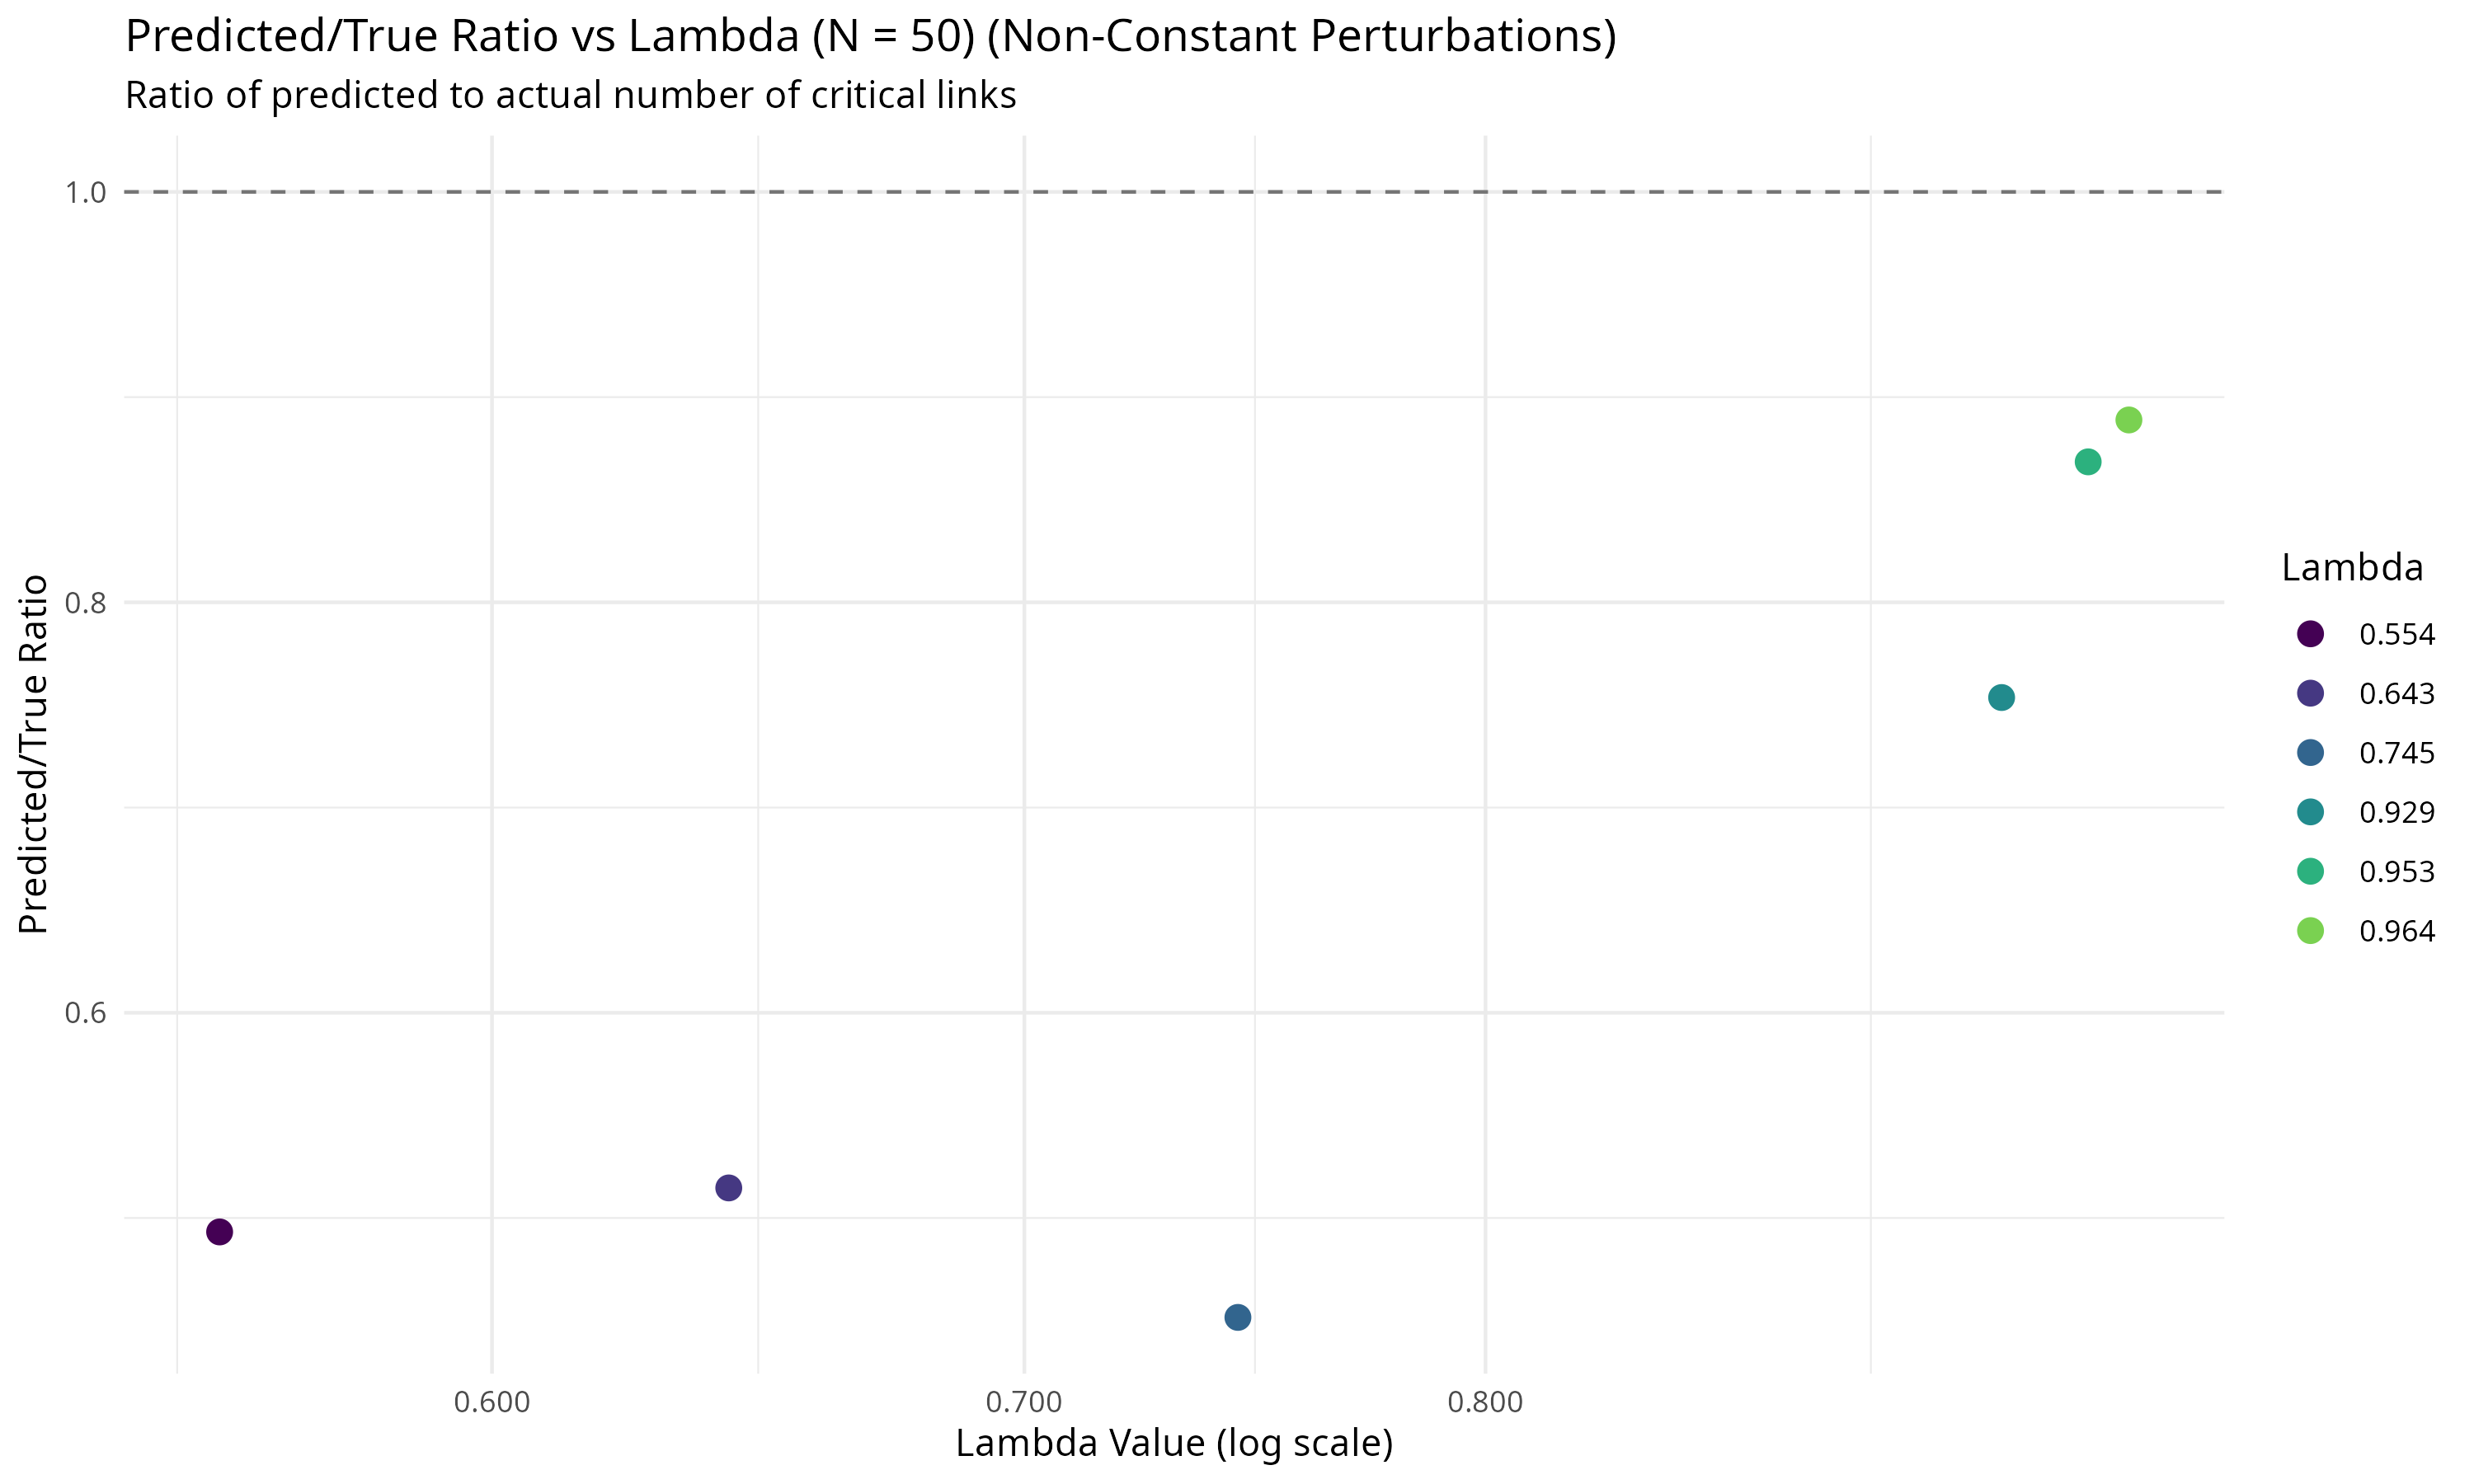 Predicted/True Ratio vs Lambda (N = 50) (Non-Constant Perturbations)
Ratio of predicted to actual number of critical links
1.0
0.8
0.6
Predicted/True Ratio
0.600
0.700
0.800
Lambda Value (log scale)
Lambda
0.554
0.643
0.745
0.929
0.953
0.964